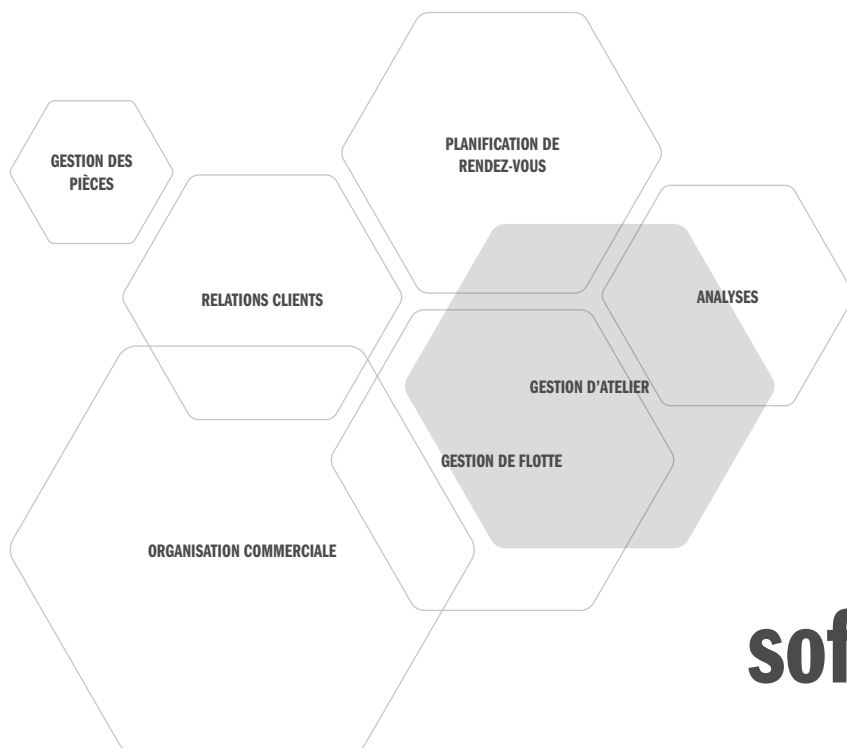 PLANIFICATION DE
RENDEZ-VOUS
GESTION DES
PIÈCES
RELATIONS CLIENTS
ANALYSES
GESTION D’ATELIER
GESTION DE FLOTTE
ORGANISATION COMMERCIALE
sof